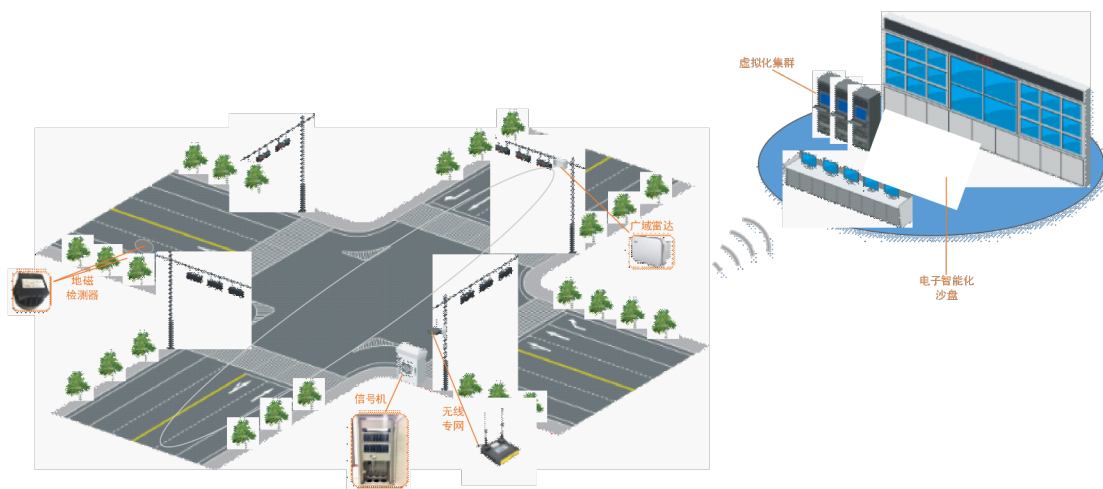 虚拟化集群
广域雷达
地磁
检测器
电子智能化
沙盘
信号机
无线
专网